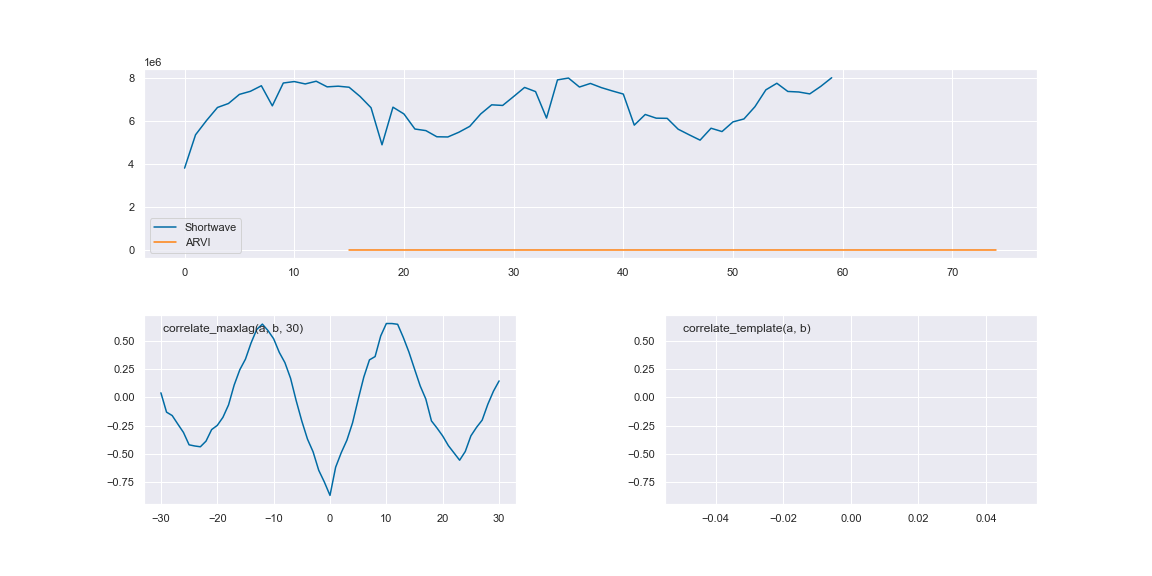 1e6
8
6
4
2
0
Shortwave
ARVI
0 10 20 30 40 50 60 70
correlate_maxlag(a, b, 30)
0.50
0.25
0.00
−0.25
−0.50
−0.75
−30 −20 −10 0 10 20 30
correlate_template(a, b)
0.50
0.25
0.00
−0.25
−0.50
−0.75
−0.04 −0.02 0.00 0.02 0.04